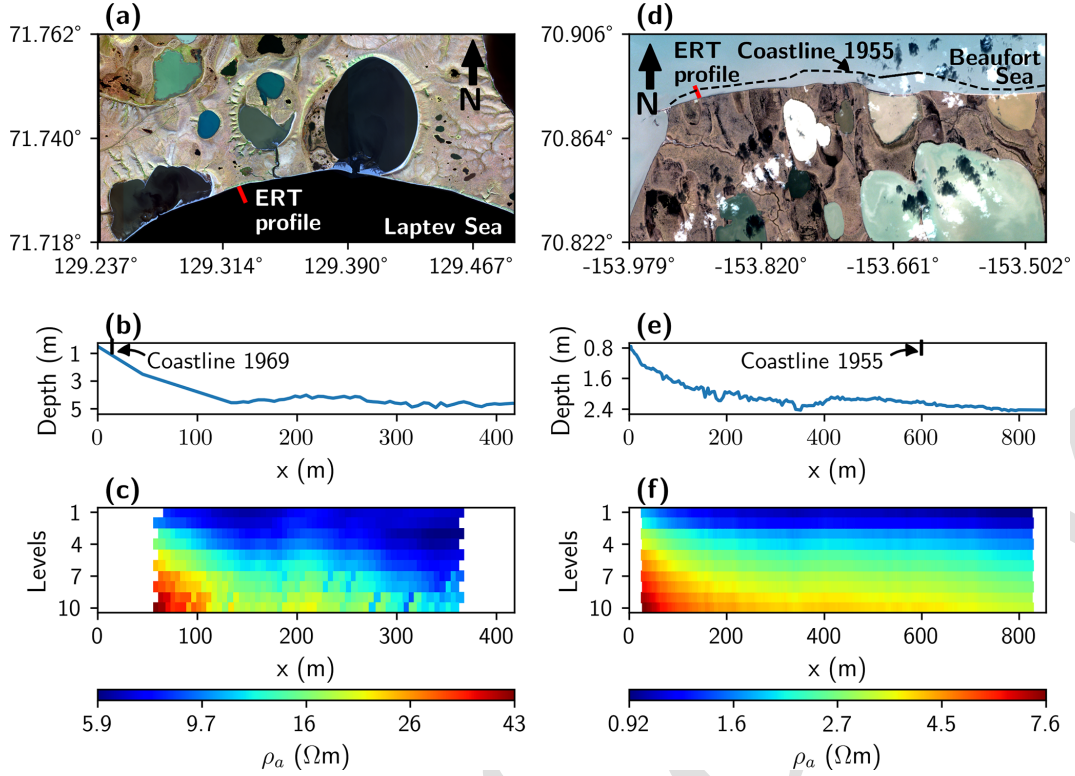 (a)
71.762°
71.740°
71.718°
N
ERT
profile
Laptev Sea
129.237°
129.314°
129.390°
129.467°
(d)
70.906°
70.864°
70.822°
N
ERT
profile
Coastline 1955
Beaufort
Sea
-153.979°
-153.820°
-153.661°
-153.502°
(b)
Depth (m)
1
3
5
Coastline 1969
0
100
200
300
400
x (m)
(e)
Depth (m)
0.8
1.6
2.4
Coastline 1955
0
200
400
600
800
x (m)
(c)
Levels
1
4
7
10
0
100
200
300
400
x (m)
(f)
Levels
1
4
7
10
0
200
400
600
800
x (m)
5.9
9.7
16
26
43
ρa (Ωm)
0.92
1.6
2.7
4.5
7.6
ρa (Ωm)